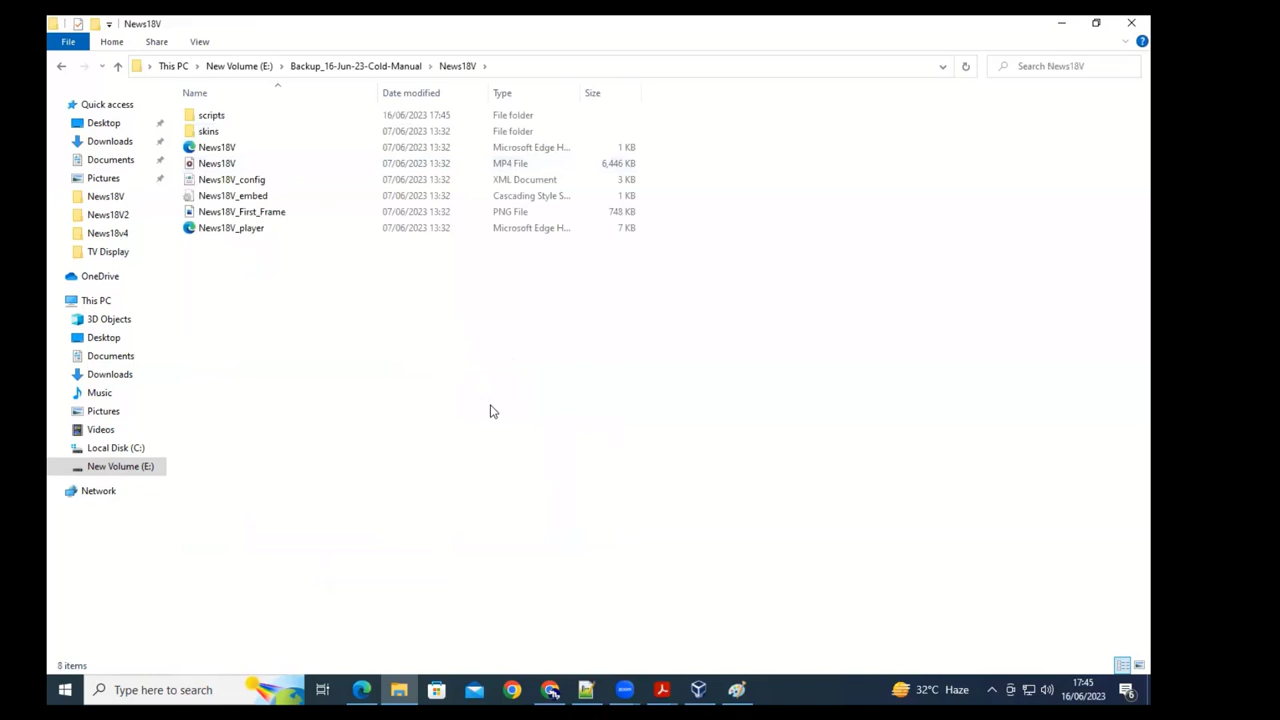 News18V
File Home Share View
This PC New Volume (E:) Backup_16-Jun-23-Cold-Manual News18V Search News18V
Name Date modified Type Size
Quick access
Desktop
Downloads
Documents
Pictures
News18V
News18V2
News18v4
TV Display
OneDrive
This PC
3D Objects
Desktop
Documents
Downloads
Music
Pictures
Videos
Local Disk (C:)
New Volume (E:)
Network
scripts 16/06/2023 17:45 File folder
skins 07/06/2023 13:32 File folder
News18V 07/06/2023 13:32 Microsoft Edge H... 1 KB
News18V 07/06/2023 13:32 MP4 File 6,446 KB
News18V_config 07/06/2023 13:32 XML Document 3 KB
News18V_embed 07/06/2023 13:32 Cascading Style S... 1 KB
News18V_First_Frame 07/06/2023 13:32 PNG File 748 KB
News18V_player 07/06/2023 13:32 Microsoft Edge H... 7 KB
8 items
Type here to search 32°C Haze 17:45
16/06/2023 6